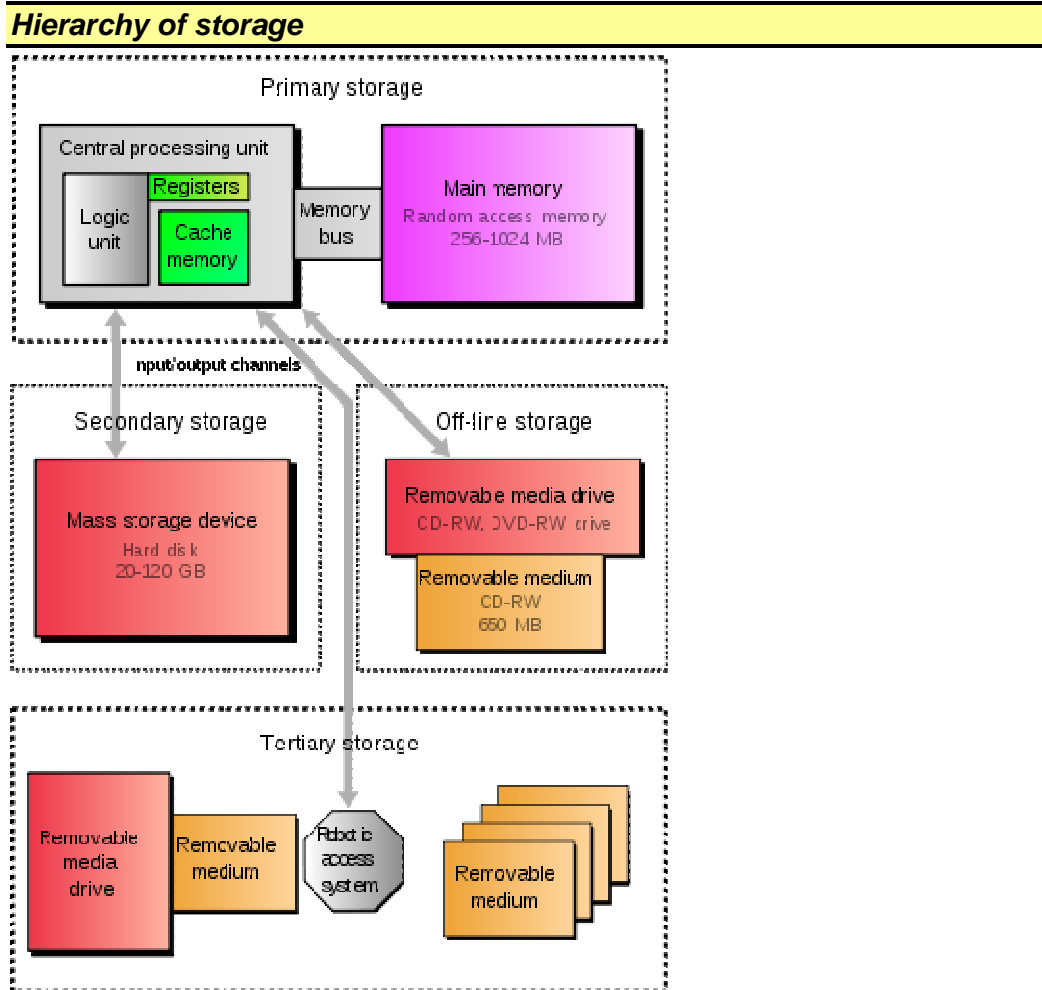 Hierarchy of storage
Primary storage
Central processing unit
Registers
Logic
unit
Cache
memory
Memory
bus
Main memory
Random access memory
256-1024 MB
nput/output channels
Secondary storage
Mass storage device
Hard disk
20-120 GB
Off-line storage
Removabe media drive
CD-RW, DVD-RW drive
Removable medium
CD-RW
650 MB
Tertiary storage
Removable
media
drive
Removable
medium
Robotic
access
system
Removable
medium